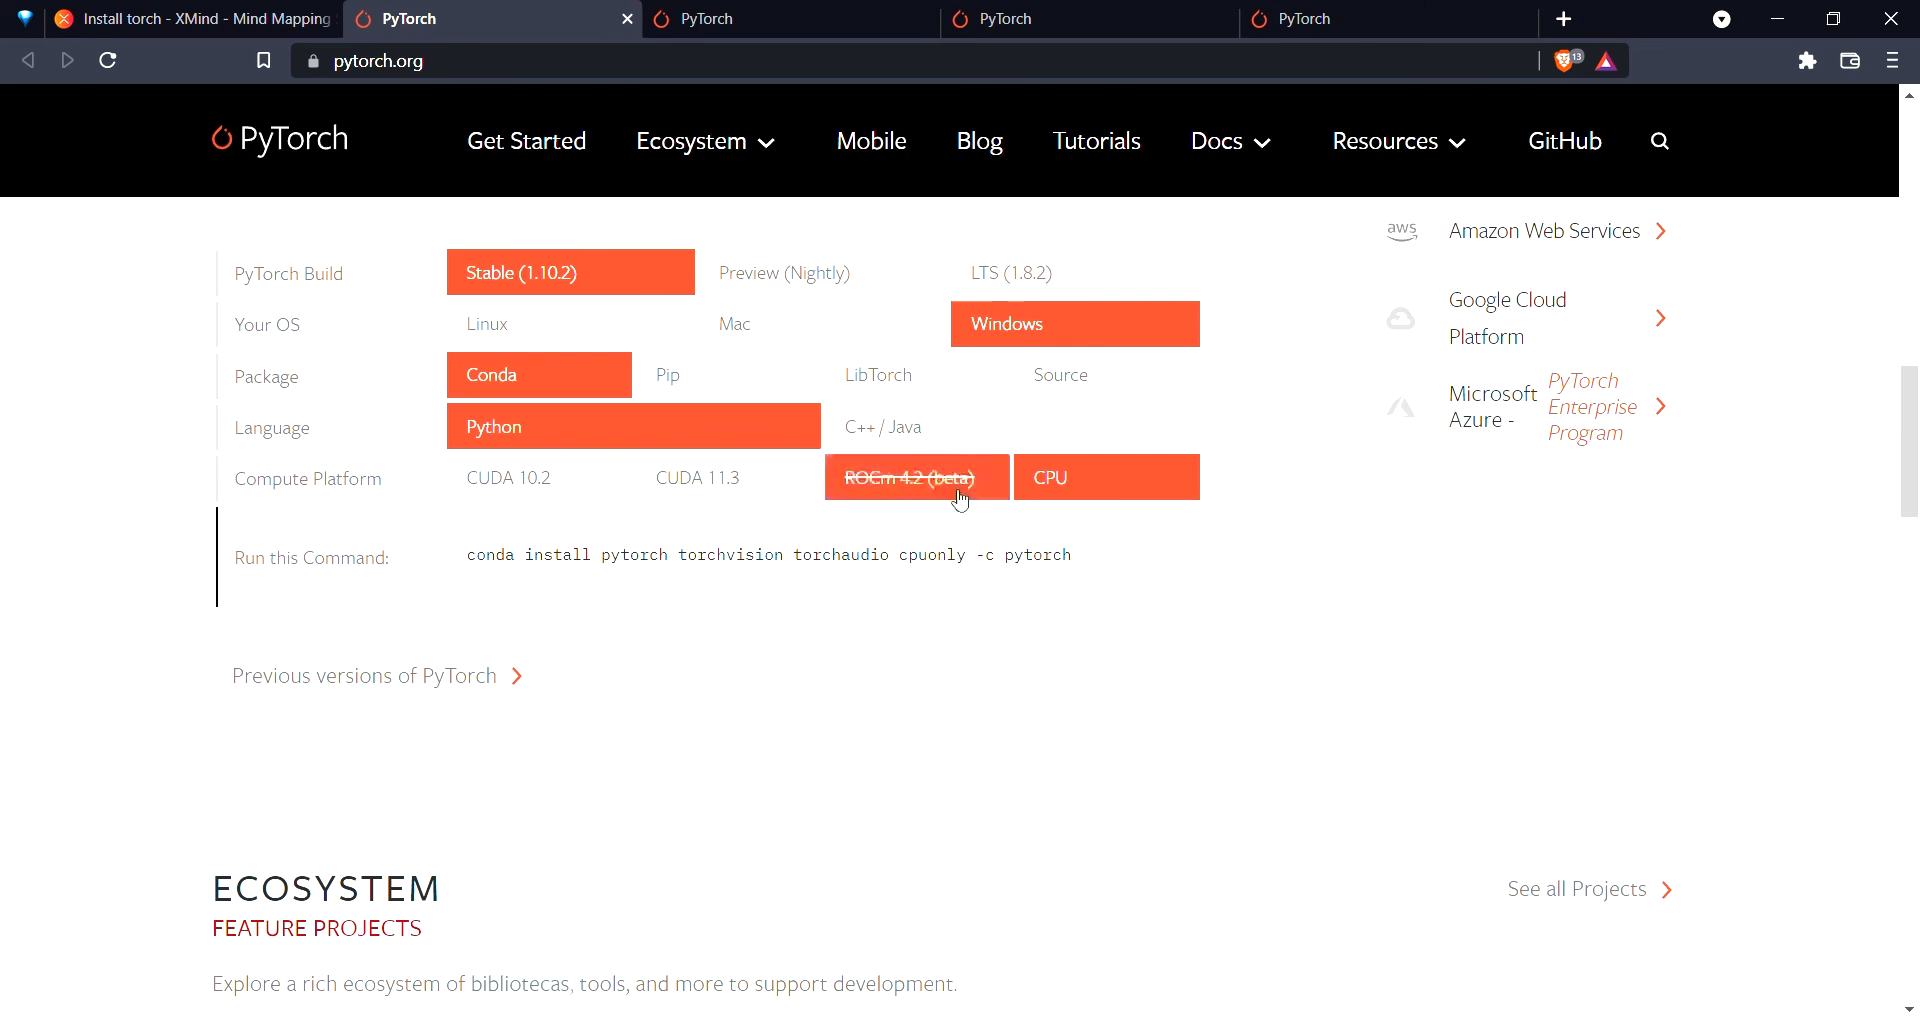 Install torch - XMind - Mind Mapping
PyTorch
PyTorch
PyTorch
PyTorch
pytorch.org
13
PyTorch
Get Started
Ecosystem
Mobile
Blog
Tutorials
Docs
Resources
GitHub
aws
Amazon Web Services
Google Cloud
Platform
Microsoft
Azure -
PyTorch
Enterprise
Program
PyTorch Build
Stable (1.10.2)
Preview (Nightly)
LTS (1.8.2)
Your OS
Linux
Mac
Windows
Package
Conda
Pip
LibTorch
Source
Language
Python
C++ / Java
Compute Platform
CUDA 10.2
CUDA 11.3
ROCm 4.2 (beta)
CPU
Run this Command:
conda install pytorch torchvision torchaudio cpuonly -c pytorch
Previous versions of PyTorch
ECOSYSTEM
FEATURE PROJECTS
See all Projects
Explore a rich ecosystem of bibliotecas, tools, and more to support development.